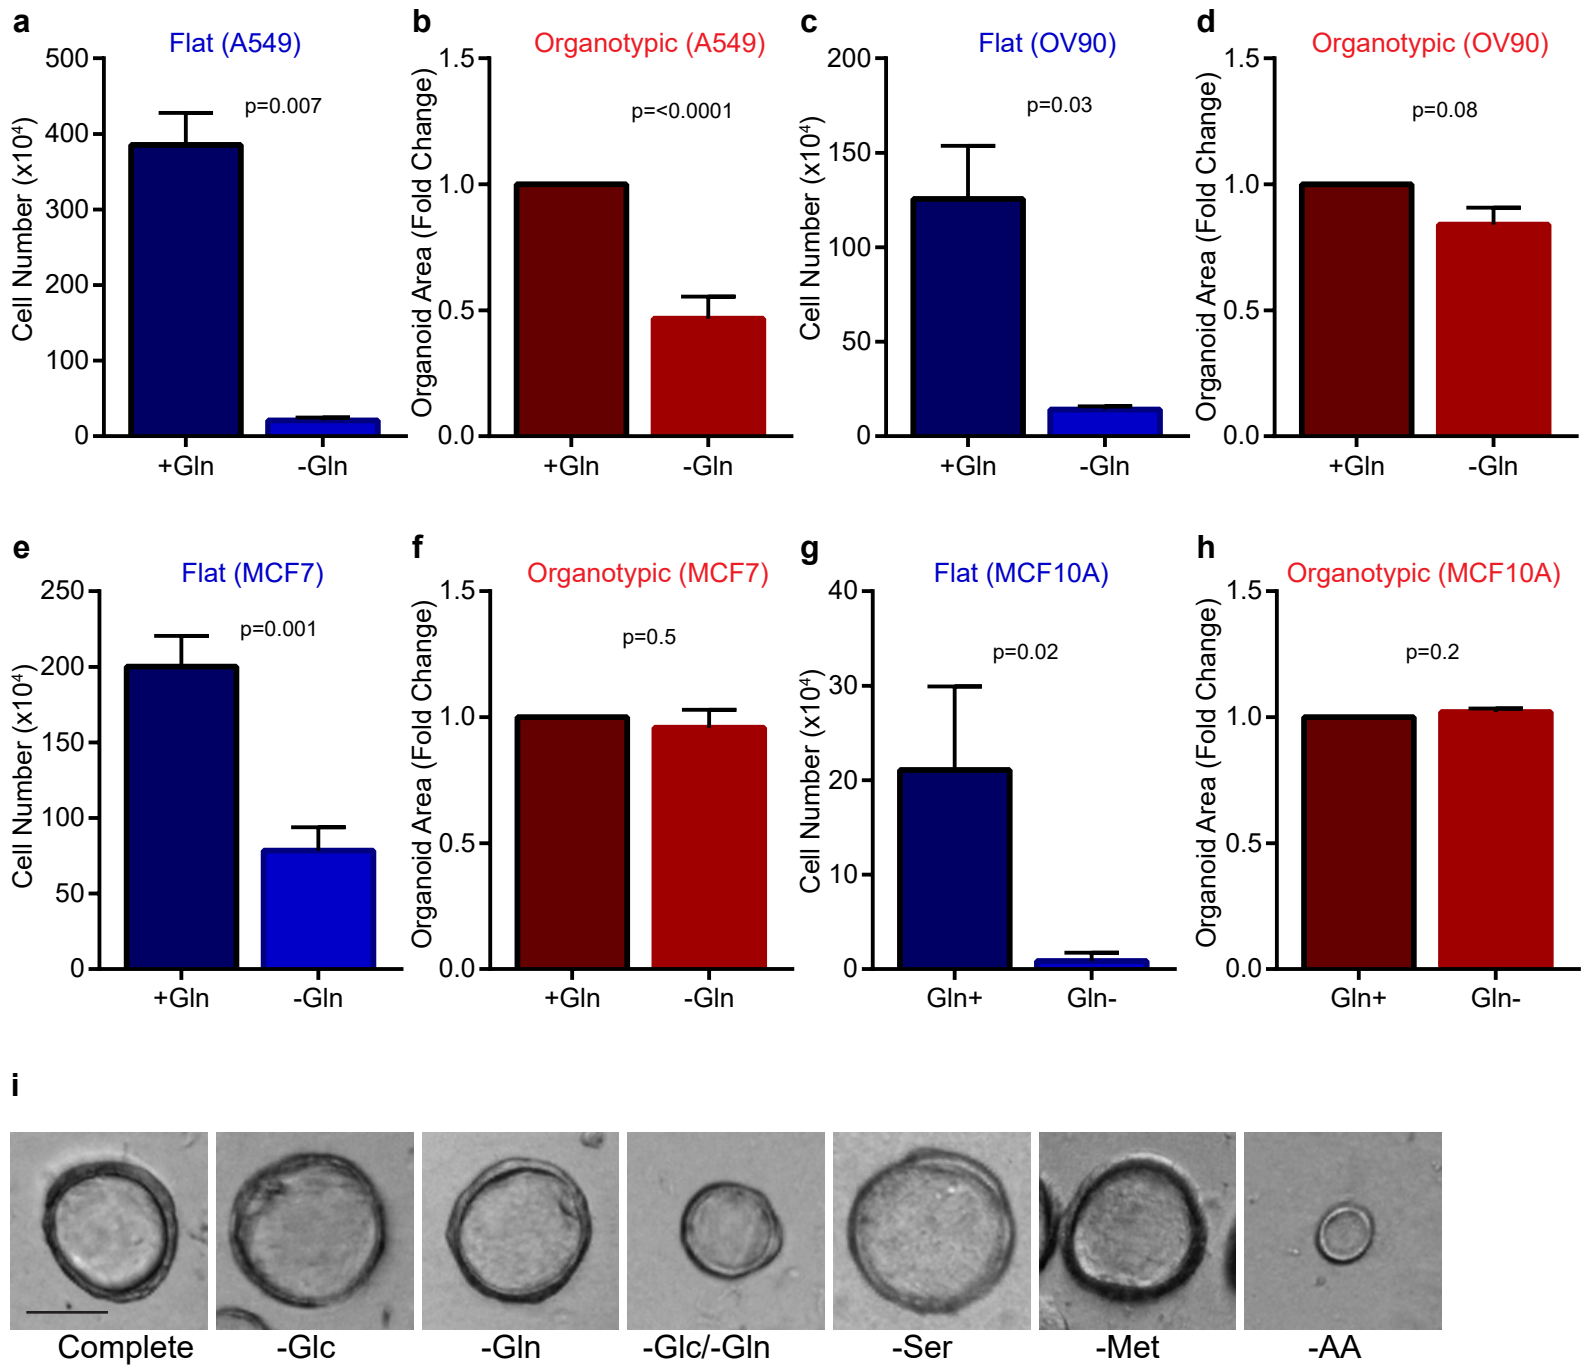 a
Flat (A549)
Cell Number (x10⁴)
500
400
300
200
100
0
p=0.007
+Gln
-Gln
b
Organotypic (A549)
Organoid Area (Fold Change)
1.5
1.0
0.5
0.0
p=<0.0001
+Gln
-Gln
c
Flat (OV90)
Cell Number (x10⁴)
200
150
100
50
0
p=0.03
+Gln
-Gln
d
Organotypic (OV90)
Organoid Area (Fold Change)
1.5
1.0
0.5
0.0
p=0.08
+Gln
-Gln
e
Flat (MCF7)
Cell Number (x10⁴)
250
200
150
100
50
0
p=0.001
+Gln
-Gln
f
Organotypic (MCF7)
Organoid Area (Fold Change)
1.5
1.0
0.5
0.0
p=0.5
+Gln
-Gln
g
Flat (MCF10A)
Cell Number (x10⁴)
40
30
20
10
0
p=0.02
Gln+
Gln-
h
Organotypic (MCF10A)
Organoid Area (Fold Change)
1.5
1.0
0.5
0.0
p=0.2
Gln+
Gln-
i
Complete
-Glc
-Gln
-Glc/-Gln
-Ser
-Met
-AA